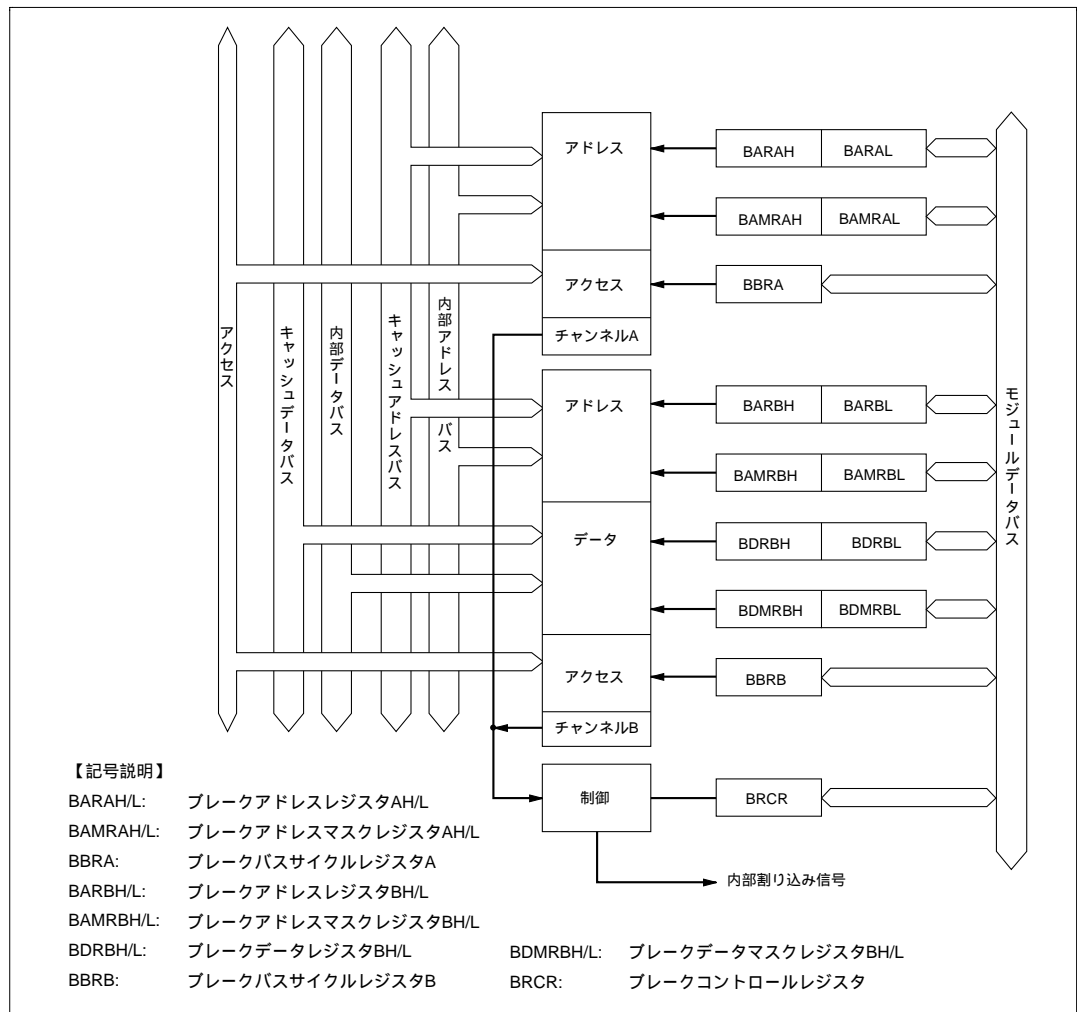 アドレス
BARAH
BARAL
BAMRAH
BAMRAL
アクセス
BBRA
チャンネルA
アクセス
キャッシュデータバス
内部データバス
キャッシュアドレスバス
内部アドレスバス
モジュールデータバス
アドレス
BARBH
BARBL
BAMRBH
BAMRBL
データ
BDRBH
BDRBL
BDMRBH
BDMRBL
アクセス
BBRB
チャンネルB
制御
BRCR
内部割り込み信号
【記号説明】
BARAH/L: ブレークアドレスレジスタAH/L
BAMRAH/L: ブレークアドレスマスクレジスタAH/L
BBRA: ブレークバスサイクルレジスタA
BARBH/L: ブレークアドレスレジスタBH/L
BAMRBH/L: ブレークアドレスマスクレジスタBH/L
BDRBH/L: ブレークデータレジスタBH/L BDMRBH/L: ブレークデータマスクレジスタBH/L
BBRB: ブレークバスサイクルレジスタB BRCR: ブレークコントロールレジスタ